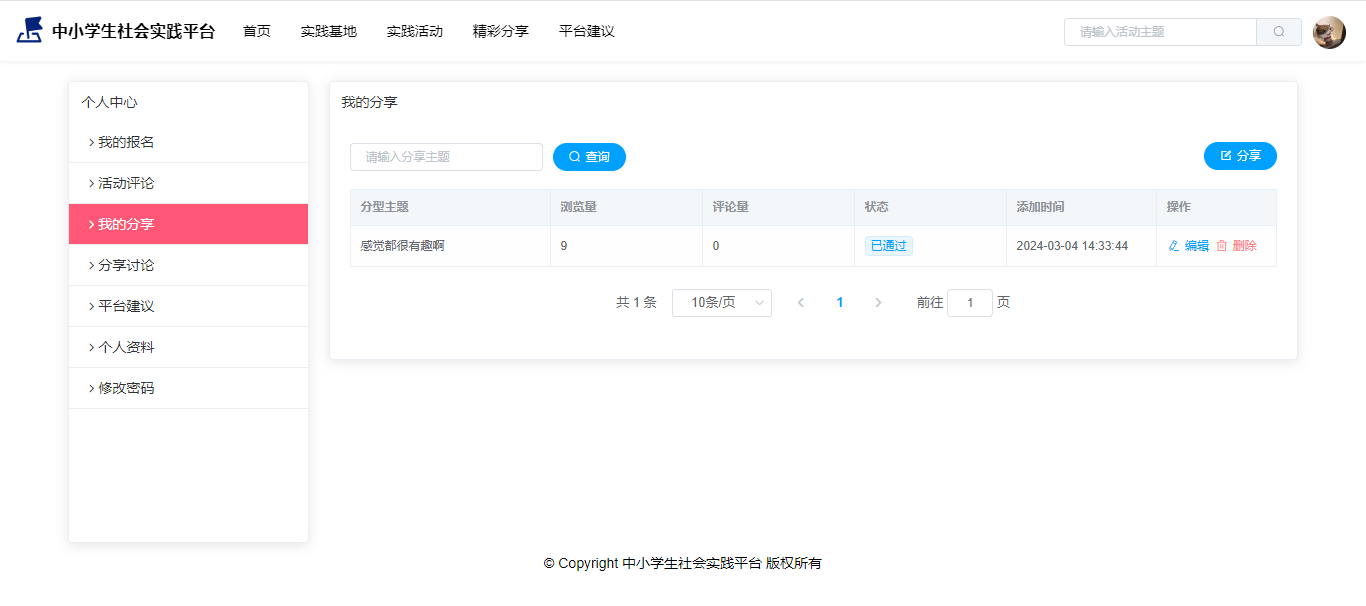 中小学生社会实践平台 首页 实践基地 实践活动 精彩分享 平台建议 请输入活动主题
个人中心
我的报名
活动评论
我的分享
分享讨论
平台建议
个人资料
修改密码
我的分享
请输入分享主题 查询 分享
分型主题 浏览量 评论量 状态 添加时间 操作
感觉都很有趣啊 9 0 已通过 2024-03-04 14:33:44 编辑 删除
共 1 条 10条/页 1 前往 1 页
© Copyright 中小学生社会实践平台 版权所有